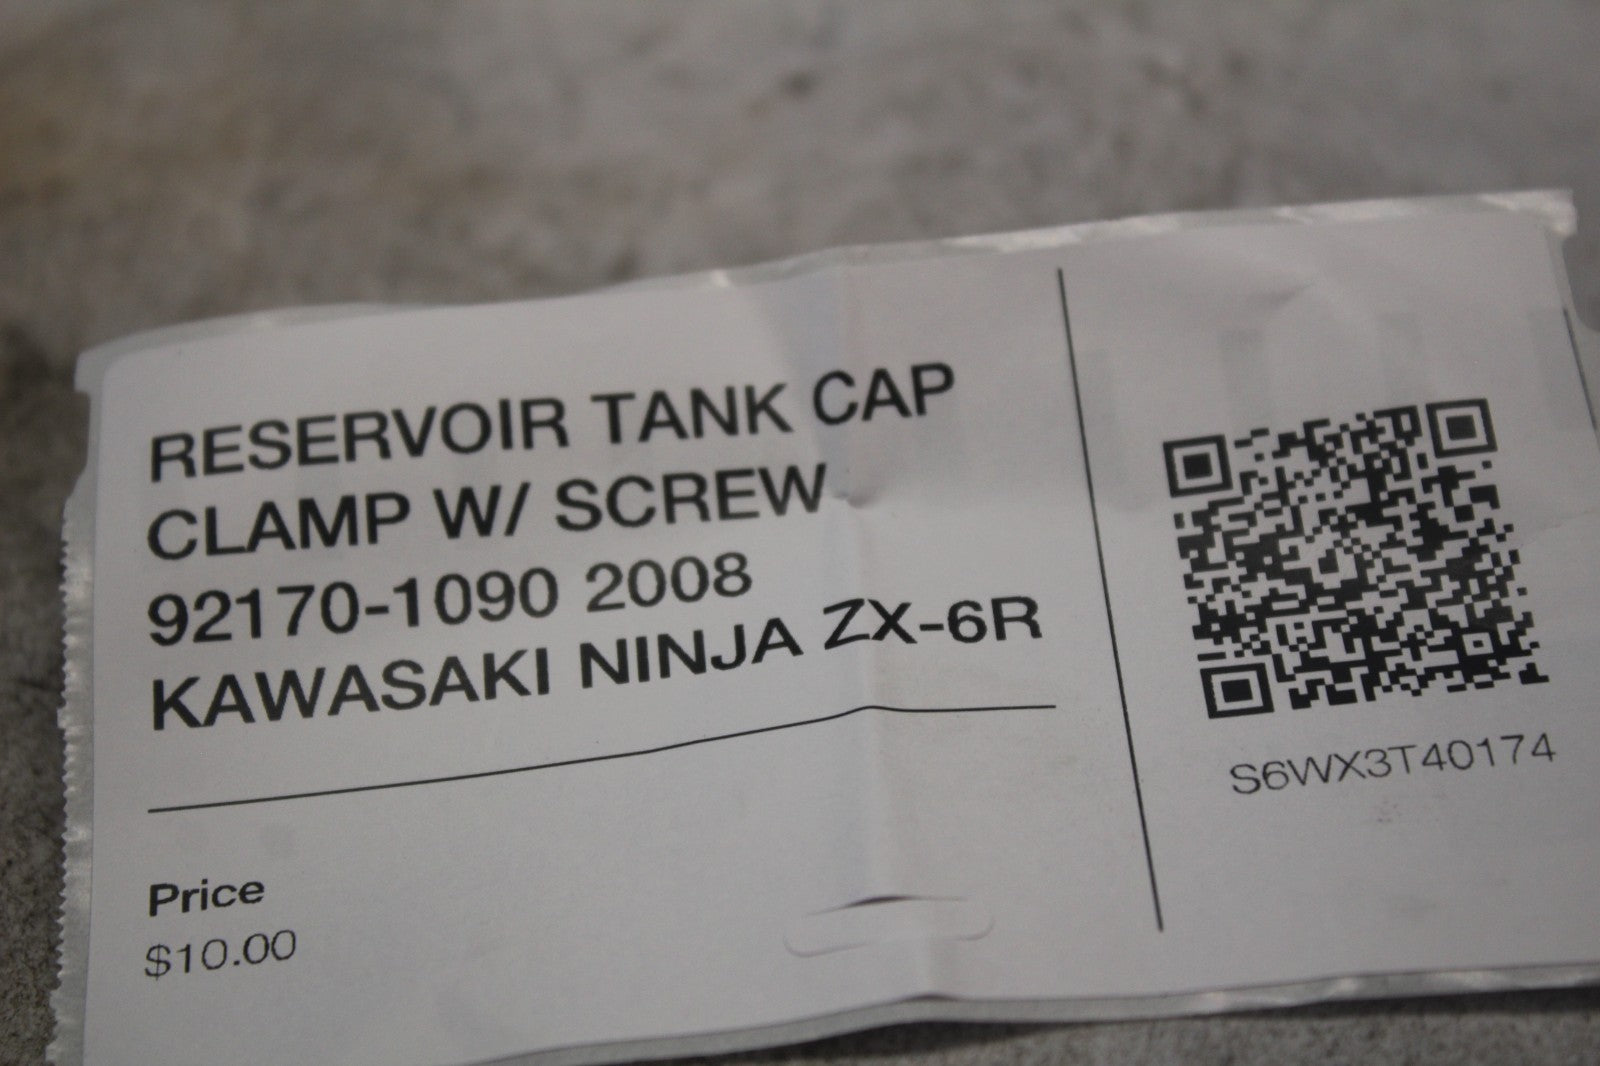 RESERVOIR TANK CAP
CLAMP W/ SCREW
92170-1090 2008
KAWASAKI NINJA ZX-6R
Price
$10.00
S6WX3T40174